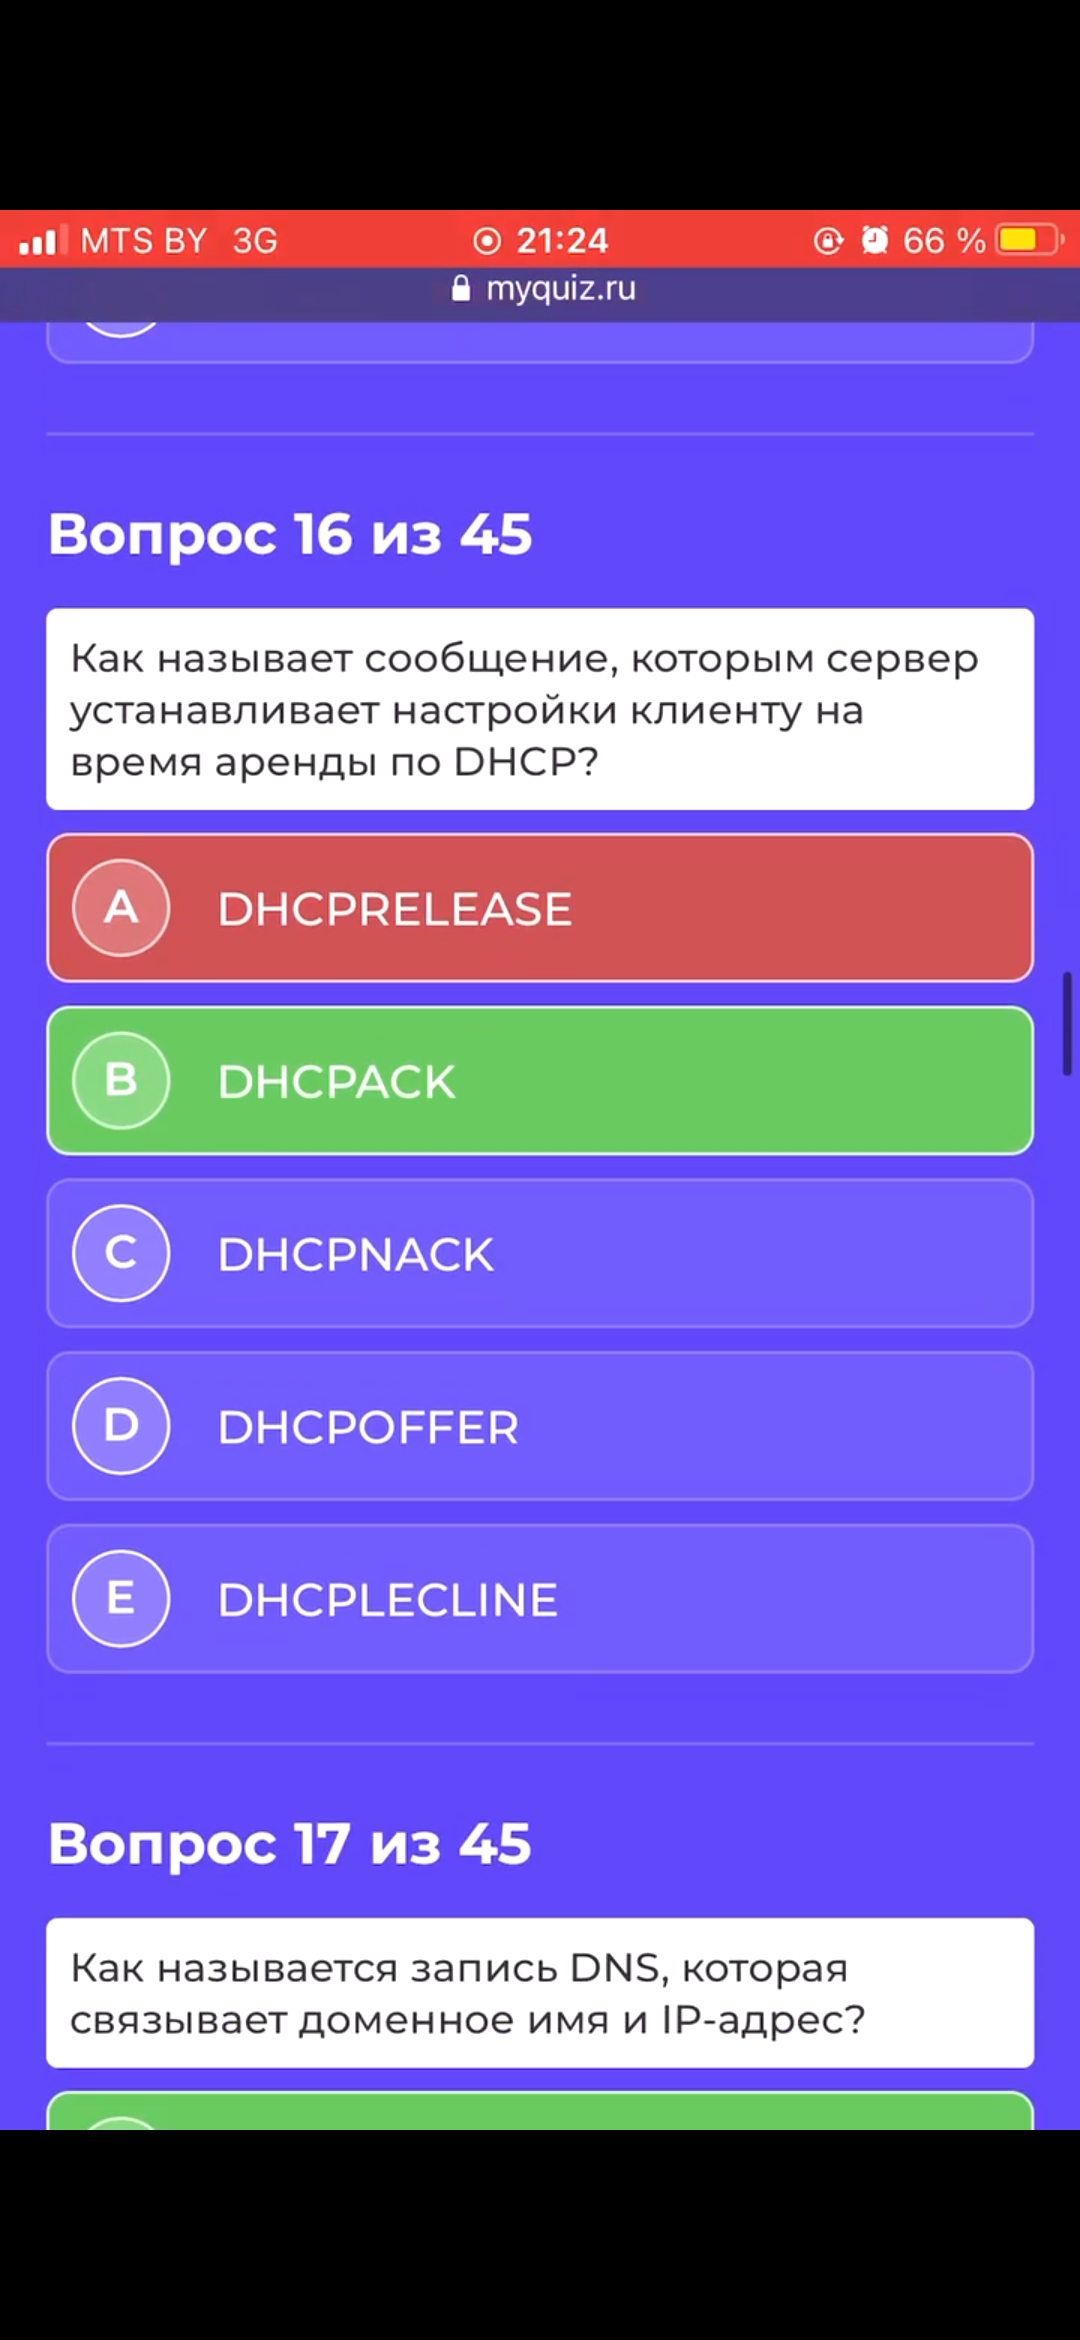 MTS BY 3G 21:24 66 %
myquiz.ru
Вопрос 16 из 45
Как называет сообщение, которым сервер
устанавливает настройки клиенту на
время аренды по DHCP?
A DHCPRELEASE
B DHCPACK
C DHCPNACK
D DHCPOFFER
E DHCPLECLINE
Вопрос 17 из 45
Как называется запись DNS, которая
связывает доменное имя и IP-адрес?